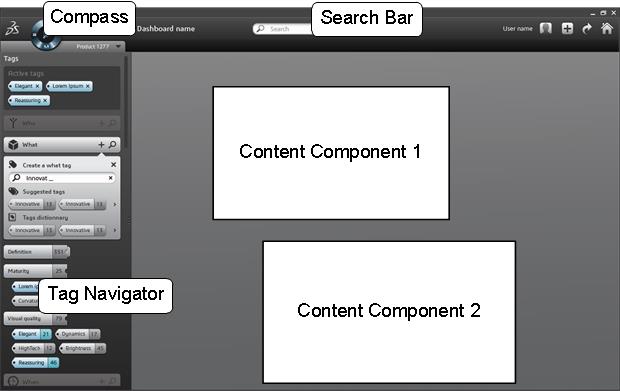 Compass
Search Bar
Dashboard name
Search
User name
Product 1277
Tags
Active tags
Elegant ×
Lorem Ipsum ×
Reassuring ×
Who
What
Create a what tag
Innovat _
Suggested tags
Innovative 13
Innovative 13
Tags dictionnary
Innovative 13
Innovative 13
Definition 551
Maturity 25
Lorem ip
Curvatu
Visual quality 79
Elegant 21
Dynamics 17
HighTech 12
Brightness 45
Reassuring 46
When
Tag Navigator
Content Component 1
Content Component 2